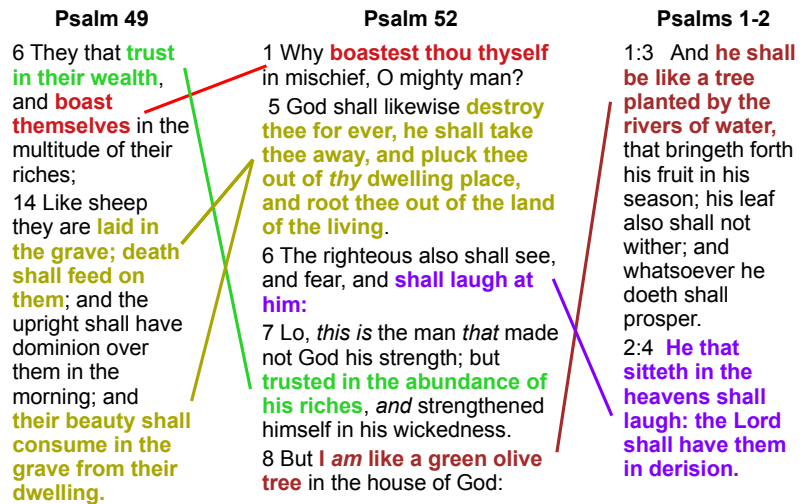 Psalm 49
6 They that trust
in their wealth,
and boast
themselves in the
multitude of their
riches;
14 Like sheep
they are laid in
the grave; death
shall feed on
them; and the
upright shall have
dominion over
them in the
morning; and
their beauty shall
consume in the
grave from their
dwelling.
Psalm 52
1 Why boastest thou thyself
in mischief, O mighty man?
5 God shall likewise destroy
thee for ever, he shall take
thee away, and pluck thee
out of thy dwelling place,
and root thee out of the land
of the living.
6 The righteous also shall see,
and fear, and shall laugh at
him:
7 Lo, this is the man that made
not God his strength; but
trusted in the abundance of
his riches, and strengthened
himself in his wickedness.
8 But I am like a green olive
tree in the house of God:
Psalms 1-2
1:3 And he shall
be like a tree
planted by the
rivers of water,
that bringeth forth
his fruit in his
season; his leaf
also shall not
wither; and
whatsoever he
doeth shall
prosper.
2:4 He that
sitteth in the
heavens shall
laugh: the Lord
shall have them
in derision.